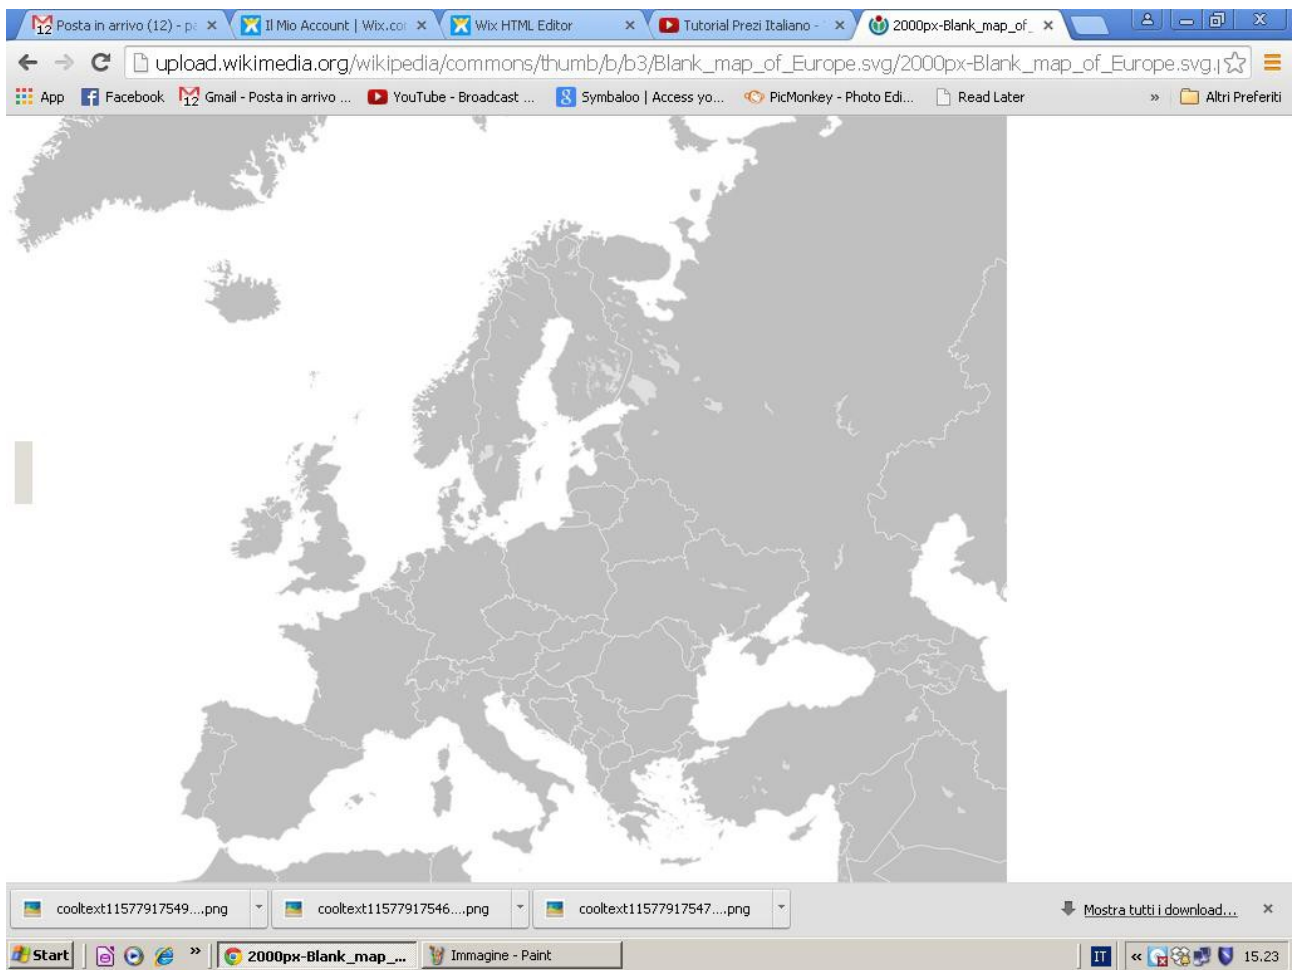 Posta in arrivo (12) - pa
Il Mio Account | Wix.com
Wix HTML Editor
Tutorial Prezi Italiano -
2000px-Blank_map_of_
upload.wikimedia.org/wikipedia/commons/thumb/b/b3/Blank_map_of_Europe.svg/2000px-Blank_map_of_Europe.svg.p
App
Facebook
12
Gmail - Posta in arrivo ...
YouTube - Broadcast ...
8
Symbaloo | Access yo...
PicMonkey - Photo Edi...
Read Later
»
Altri Preferiti
cooltext11577917549....png
cooltext11577917546....png
cooltext11577917547....png
Mostra tutti i download...
Start
»
2000px-Blank_map_...
Immagine - Paint
IT
«
15.23